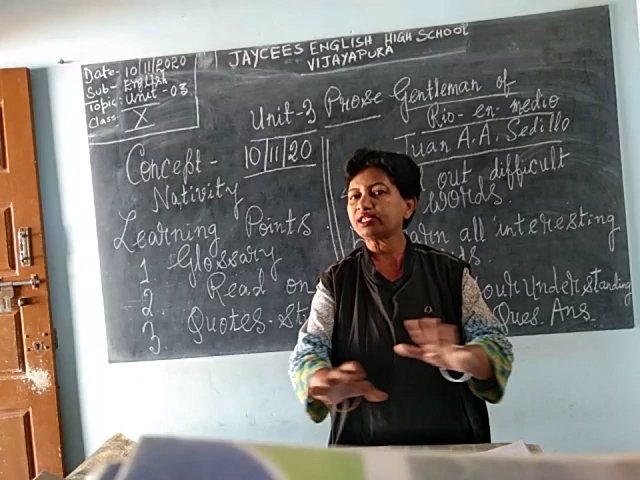 Date- 10/11/2020
Sub- English
Topic: Unit-03
Class: X
JAYCEES ENGLISH HIGH SCHOOL
VIJAYAPURA
Unit-3 Prose Gentleman of
Rio-en-medio
Juan A.A. Sedillo
10/11/20
Concept-
Nativity
Learning Points
1 Glossary
2. Read on
3 Quotes-
out difficult
words.
all interesting
understanding
Ques Ans.